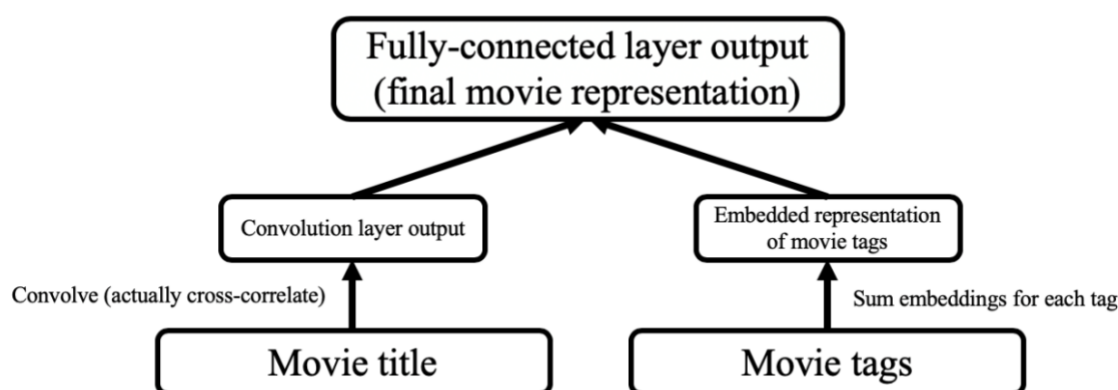 Fully-connected layer output
(final movie representation)
Convolution layer output
Embedded representation
of movie tags
Convolve (actually cross-correlate)
Sum embeddings for each tag
Movie title
Movie tags